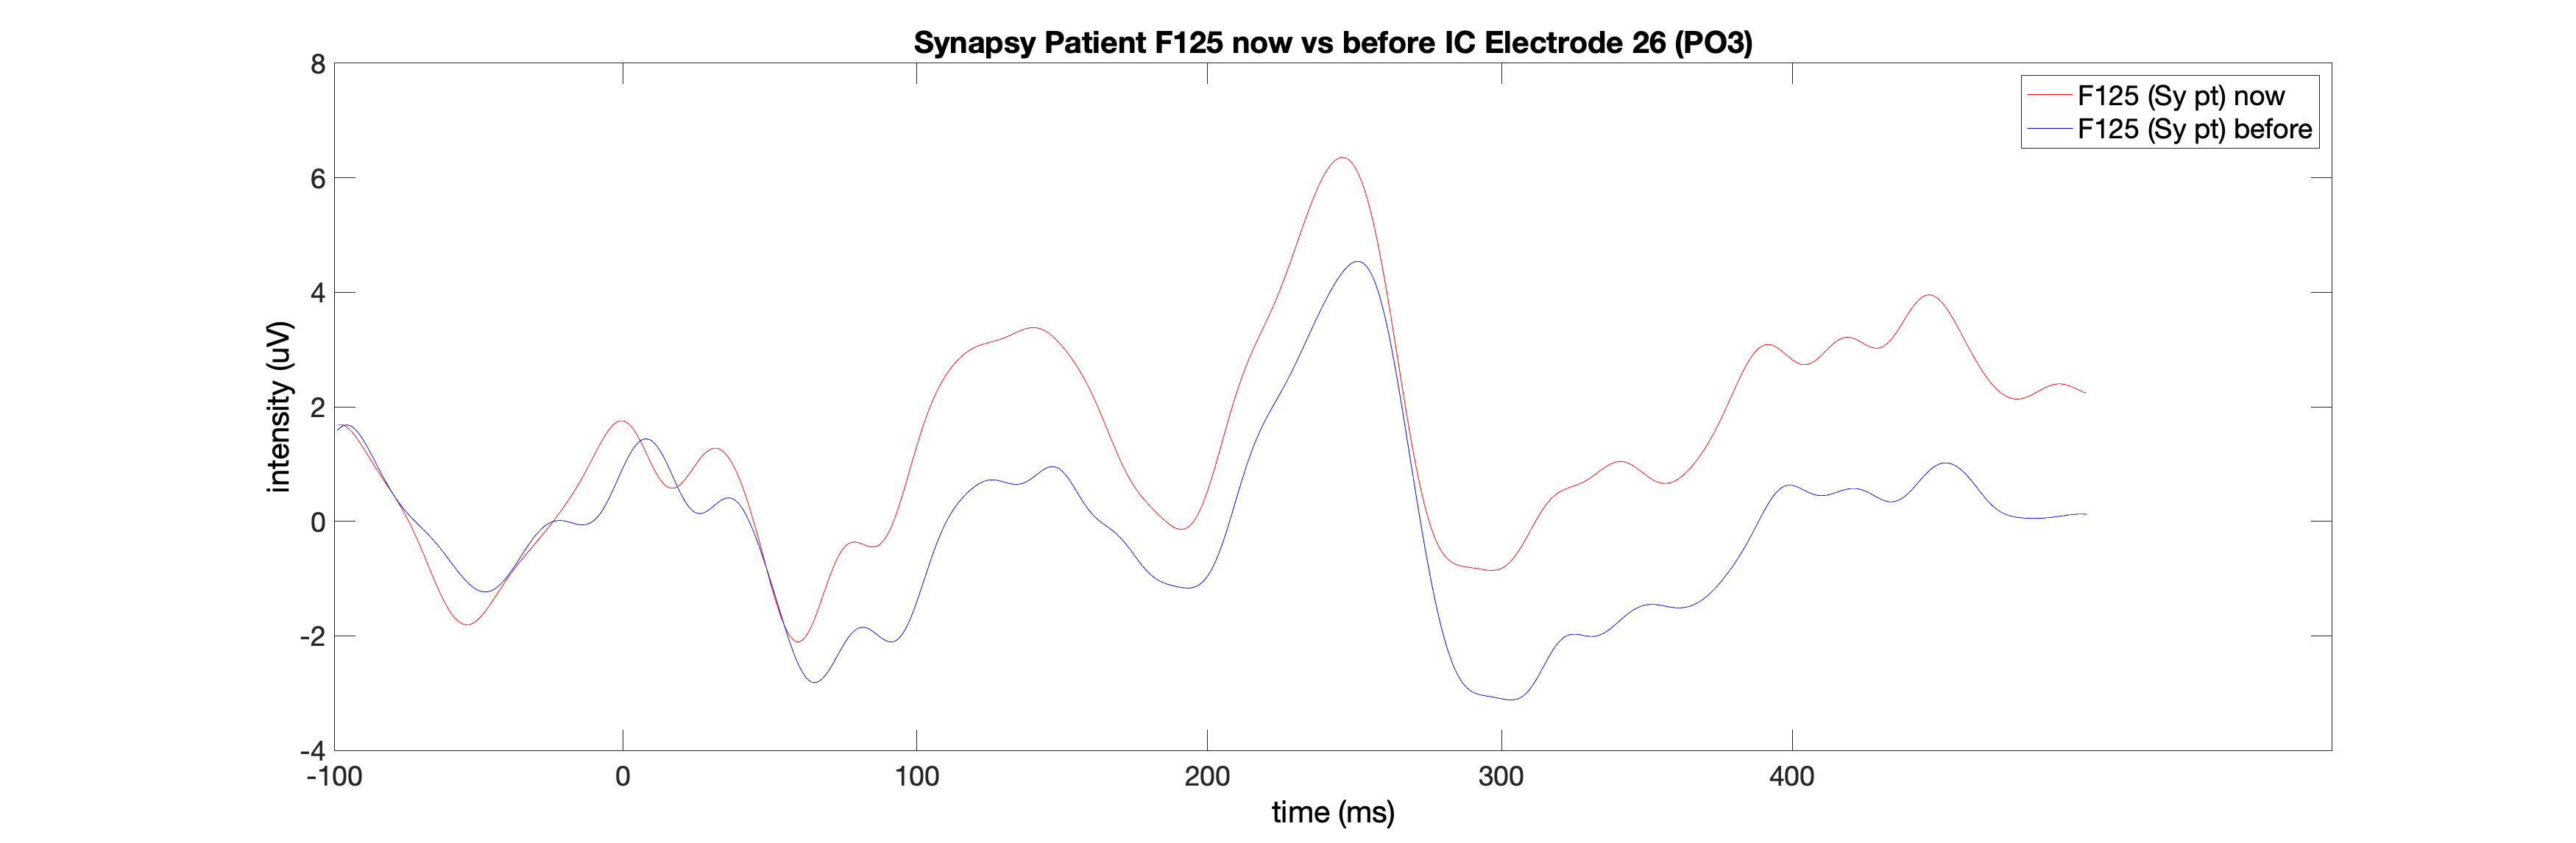 Synapsy Patient F125 now vs before IC Electrode 26 (PO3)
8
6
4
2
0
-2
-4
intensity (uV)
F125 (Sy pt) now
F125 (Sy pt) before
-100 0 100 200 300 400
time (ms)